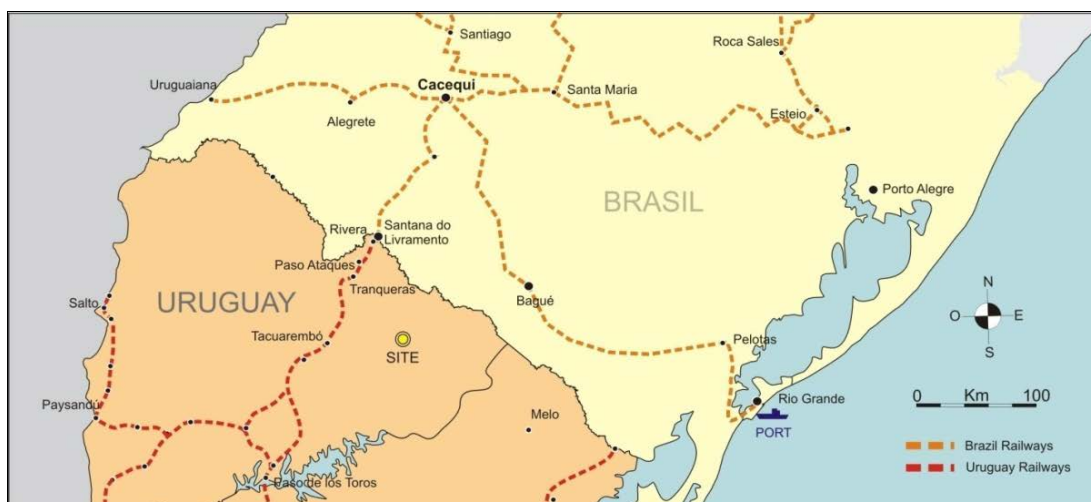 Santiago
Roca Sales
Uruguaiana
Cacequi
Santa Maria
Alegrete
Esteio
BRASIL
Porto Alegre
Rivera
Santana do
Livramento
Paso Ataques
Tranqueras
URUGUAY
Salto
Bagué
N
O
E
S
Tacuarembó
SITE
Pelotas
Paysandú
Melo
Rio Grande
PORT
0
Km
100
Brazil Railways
Uruguay Railways
Paso de los Toros